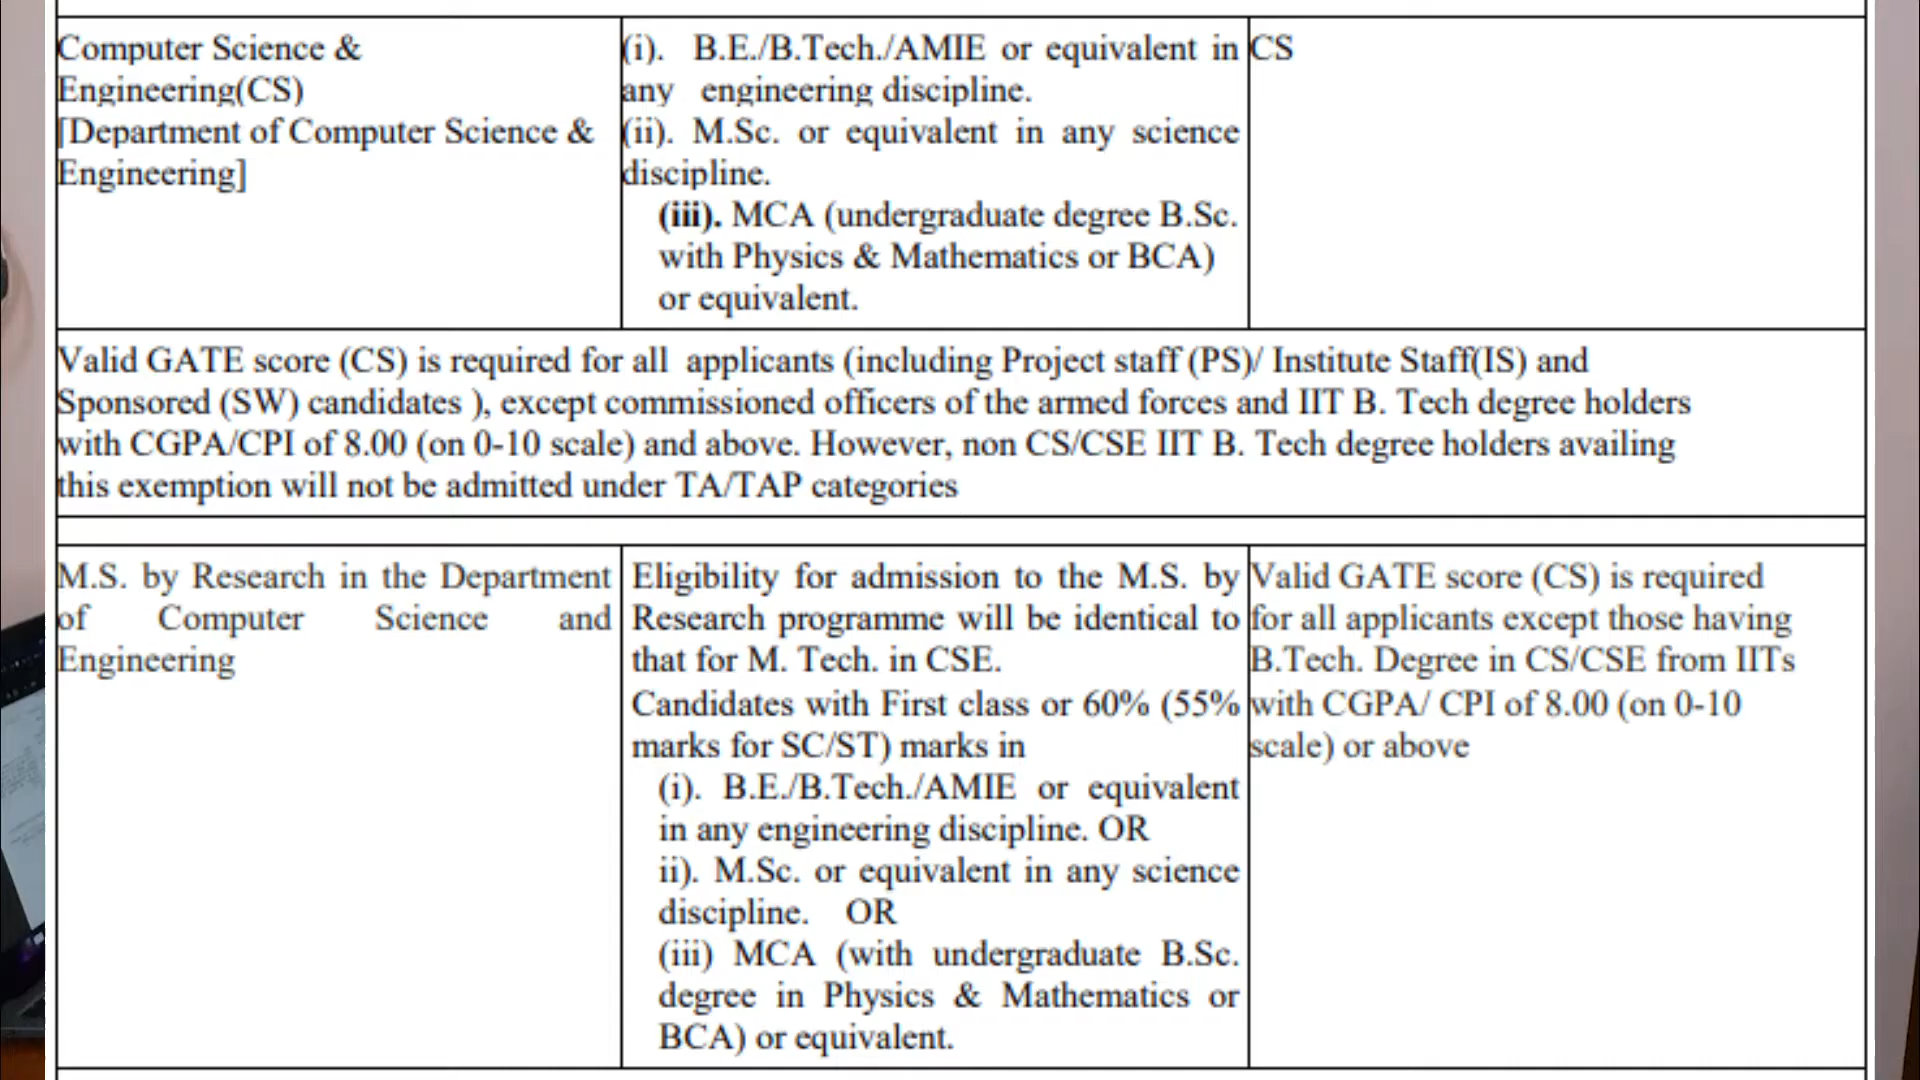 Computer Science &
Engineering(CS)
[Department of Computer Science &
Engineering]
(i). B.E./B.Tech./AMIE or equivalent in
any engineering discipline.
(ii). M.Sc. or equivalent in any science
discipline.
(iii). MCA (undergraduate degree B.Sc.
with Physics & Mathematics or BCA)
or equivalent.
CS
Valid GATE score (CS) is required for all applicants (including Project staff (PS)/ Institute Staff(IS) and
Sponsored (SW) candidates ), except commissioned officers of the armed forces and IIT B. Tech degree holders
with CGPA/CPI of 8.00 (on 0-10 scale) and above. However, non CS/CSE IIT B. Tech degree holders availing
this exemption will not be admitted under TA/TAP categories
M.S. by Research in the Department
of Computer Science and
Engineering
Eligibility for admission to the M.S. by
Research programme will be identical to
that for M. Tech. in CSE.
Candidates with First class or 60% (55%
marks for SC/ST) marks in
(i). B.E./B.Tech./AMIE or equivalent
in any engineering discipline. OR
ii). M.Sc. or equivalent in any science
discipline. OR
(iii) MCA (with undergraduate B.Sc.
degree in Physics & Mathematics or
BCA) or equivalent.
Valid GATE score (CS) is required
for all applicants except those having
B.Tech. Degree in CS/CSE from IITs
with CGPA/ CPI of 8.00 (on 0-10
scale) or above